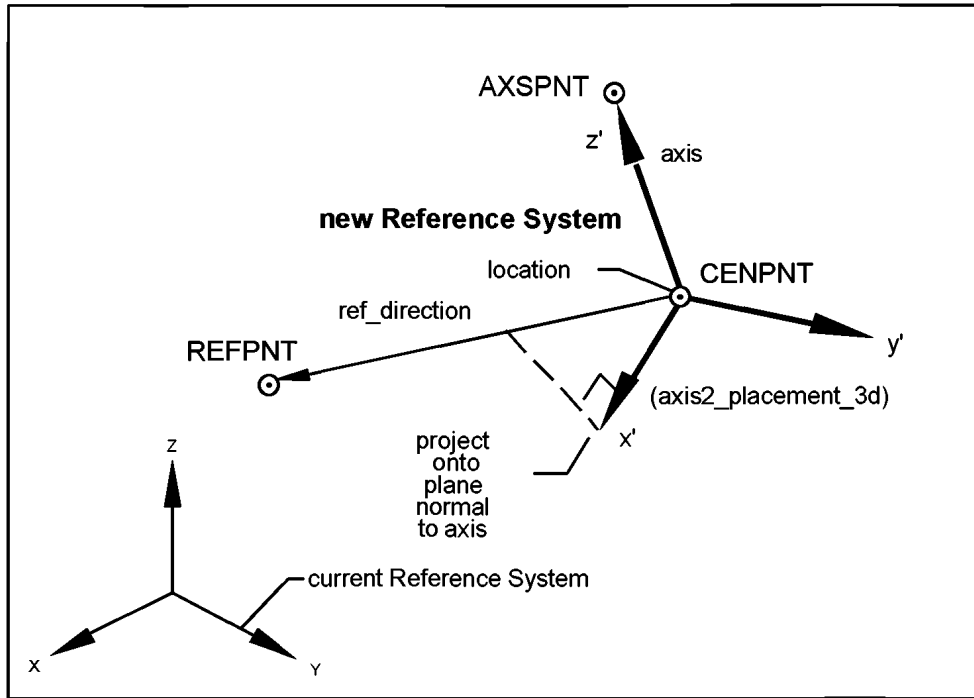 AXSPNT
z'
axis
new Reference System
location
CENPNT
ref_direction
REFPNT
y'
(axis2_placement_3d)
x'
project
onto
plane
normal
to axis
z
current Reference System
x
Y